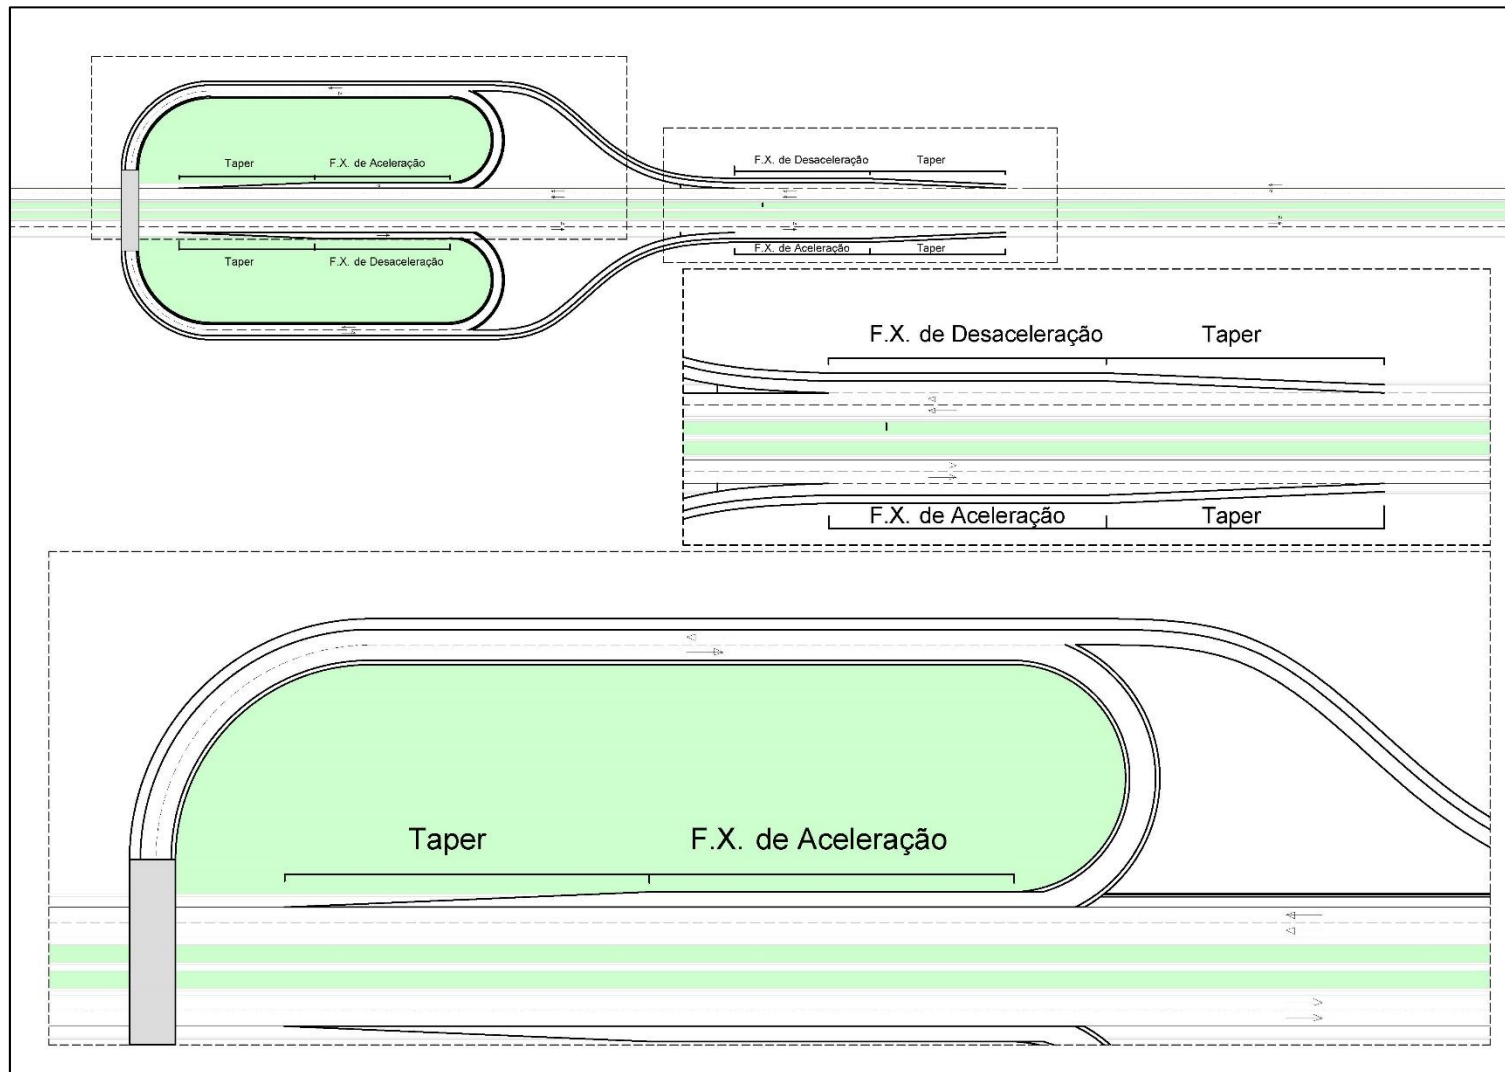 Taper
F.X. de Aceleração
F.X. de Desaceleração
Taper
Taper
F.X. de Desaceleração
F.X. de Aceleração
Taper
F.X. de Desaceleração
Taper
F.X. de Aceleração
Taper
Taper
F.X. de Aceleração